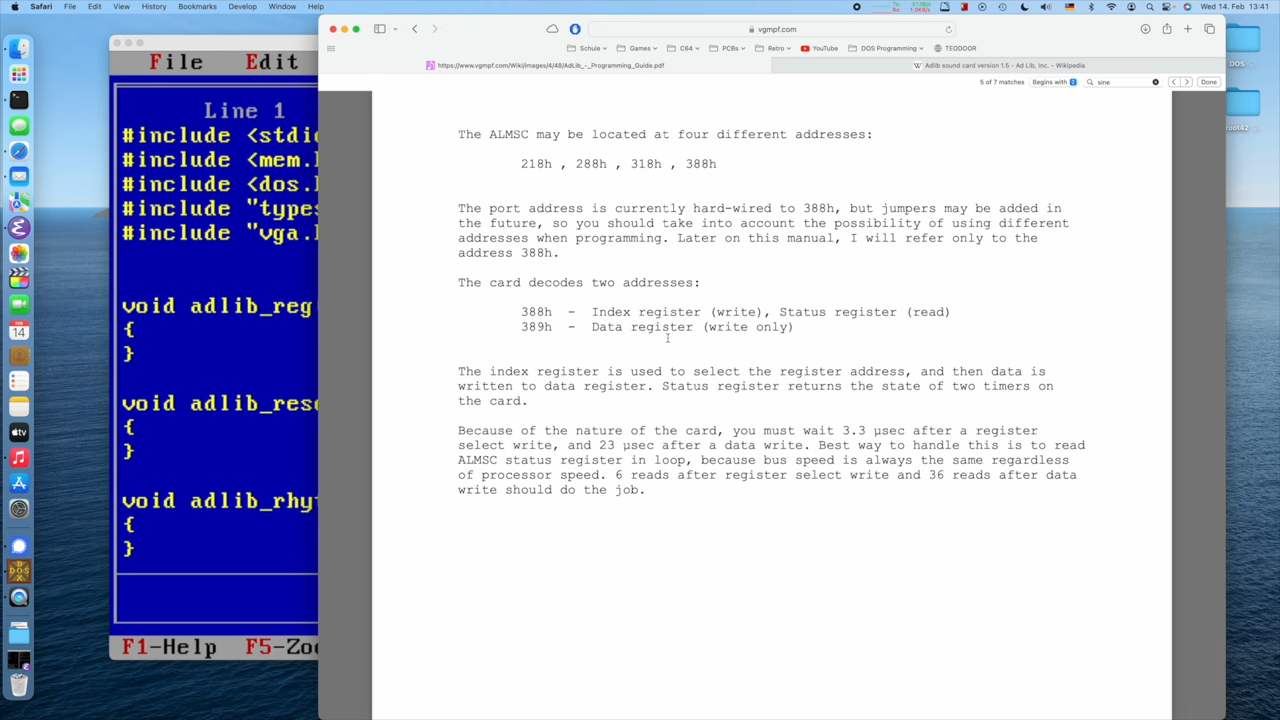 Safari File Edit View History Bookmarks Develop Window Help
Wed 14. Feb 13:41
vgmpf.com
Schule Games C64 PCBs Retro YouTube DOS Programming TEODOOR
https://www.vgmpf.com/Wiki/images/4/48/AdLib_-_Programming_Guide.pdf
Adlib sound card version 1.5 - Ad Lib, Inc. - Wikipedia
5 of 7 matches Begins with sine Done
File Edit
Line 1
#include <stdi
#include <mem.
#include <dos.
#include "types
#include "vga.
void adlib_reg
{
}
void adlib_rese
{
}
void adlib_rhyt
{
}
F1-Help F5-Zoo
The ALMSC may be located at four different addresses:
218h , 288h , 318h , 388h
The port address is currently hard-wired to 388h, but jumpers may be added in
the future, so you should take into account the possibility of using different
addresses when programming. Later on this manual, I will refer only to the
address 388h.
The card decodes two addresses:
388h - Index register (write), Status register (read)
389h - Data register (write only)
The index register is used to select the register address, and then data is
written to data register. Status register returns the state of two timers on
the card.
Because of the nature of the card, you must wait 3.3 µsec after a register
select write, and 23 µsec after a data write. Best way to handle this is to read
ALMSC status register in loop, because bus speed is always the same regardless
of processor speed. 6 reads after register select write and 36 reads after data
write should do the job.
DOS
root42
FEB
14
tv